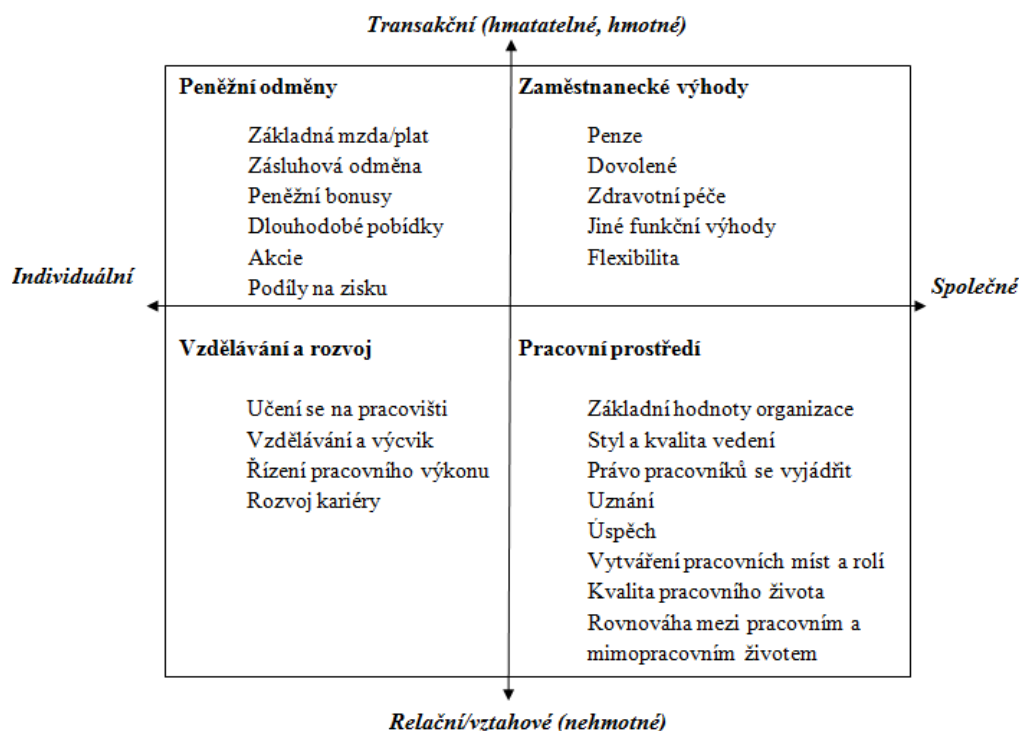 Transakční (hmatatelné, hmotné)
Peněžní odměny
Základná mzda/plat
Zásluhová odměna
Peněžní bonusy
Dlouhodobé pobídky
Akcie
Podíly na zisku
Zaměstnanecké výhody
Penze
Dovolené
Zdravotní péče
Jiné funkční výhody
Flexibilita
Individuální
Společné
Vzdělávání a rozvoj
Učení se na pracovišti
Vzdělávání a výcvik
Řízení pracovního výkonu
Rozvoj kariéry
Pracovní prostředí
Základní hodnoty organizace
Styl a kvalita vedení
Právo pracovníků se vyjádřit
Uznání
Úspěch
Vytváření pracovních míst a rolí
Kvalita pracovního života
Rovnováha mezi pracovním a
mimopracovním životem
Relační/vztahové (nehmotné)